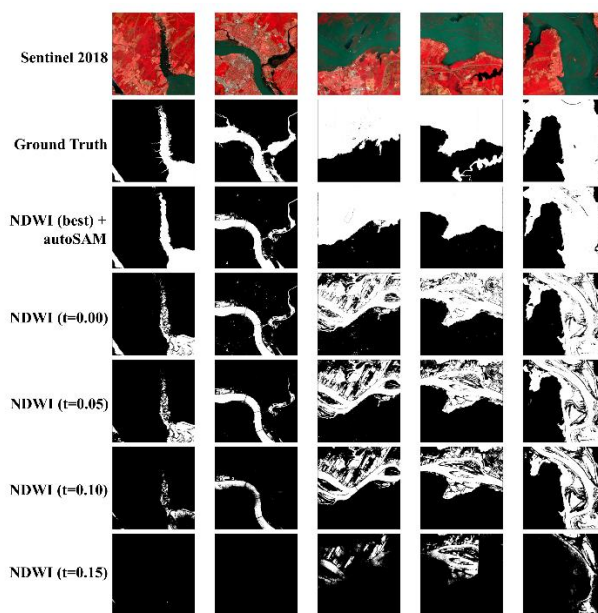 Sentinel 2018
Ground Truth
NDWI (best) +
autoSAM
NDWI (t=0.00)
NDWI (t=0.05)
NDWI (t=0.10)
NDWI (t=0.15)